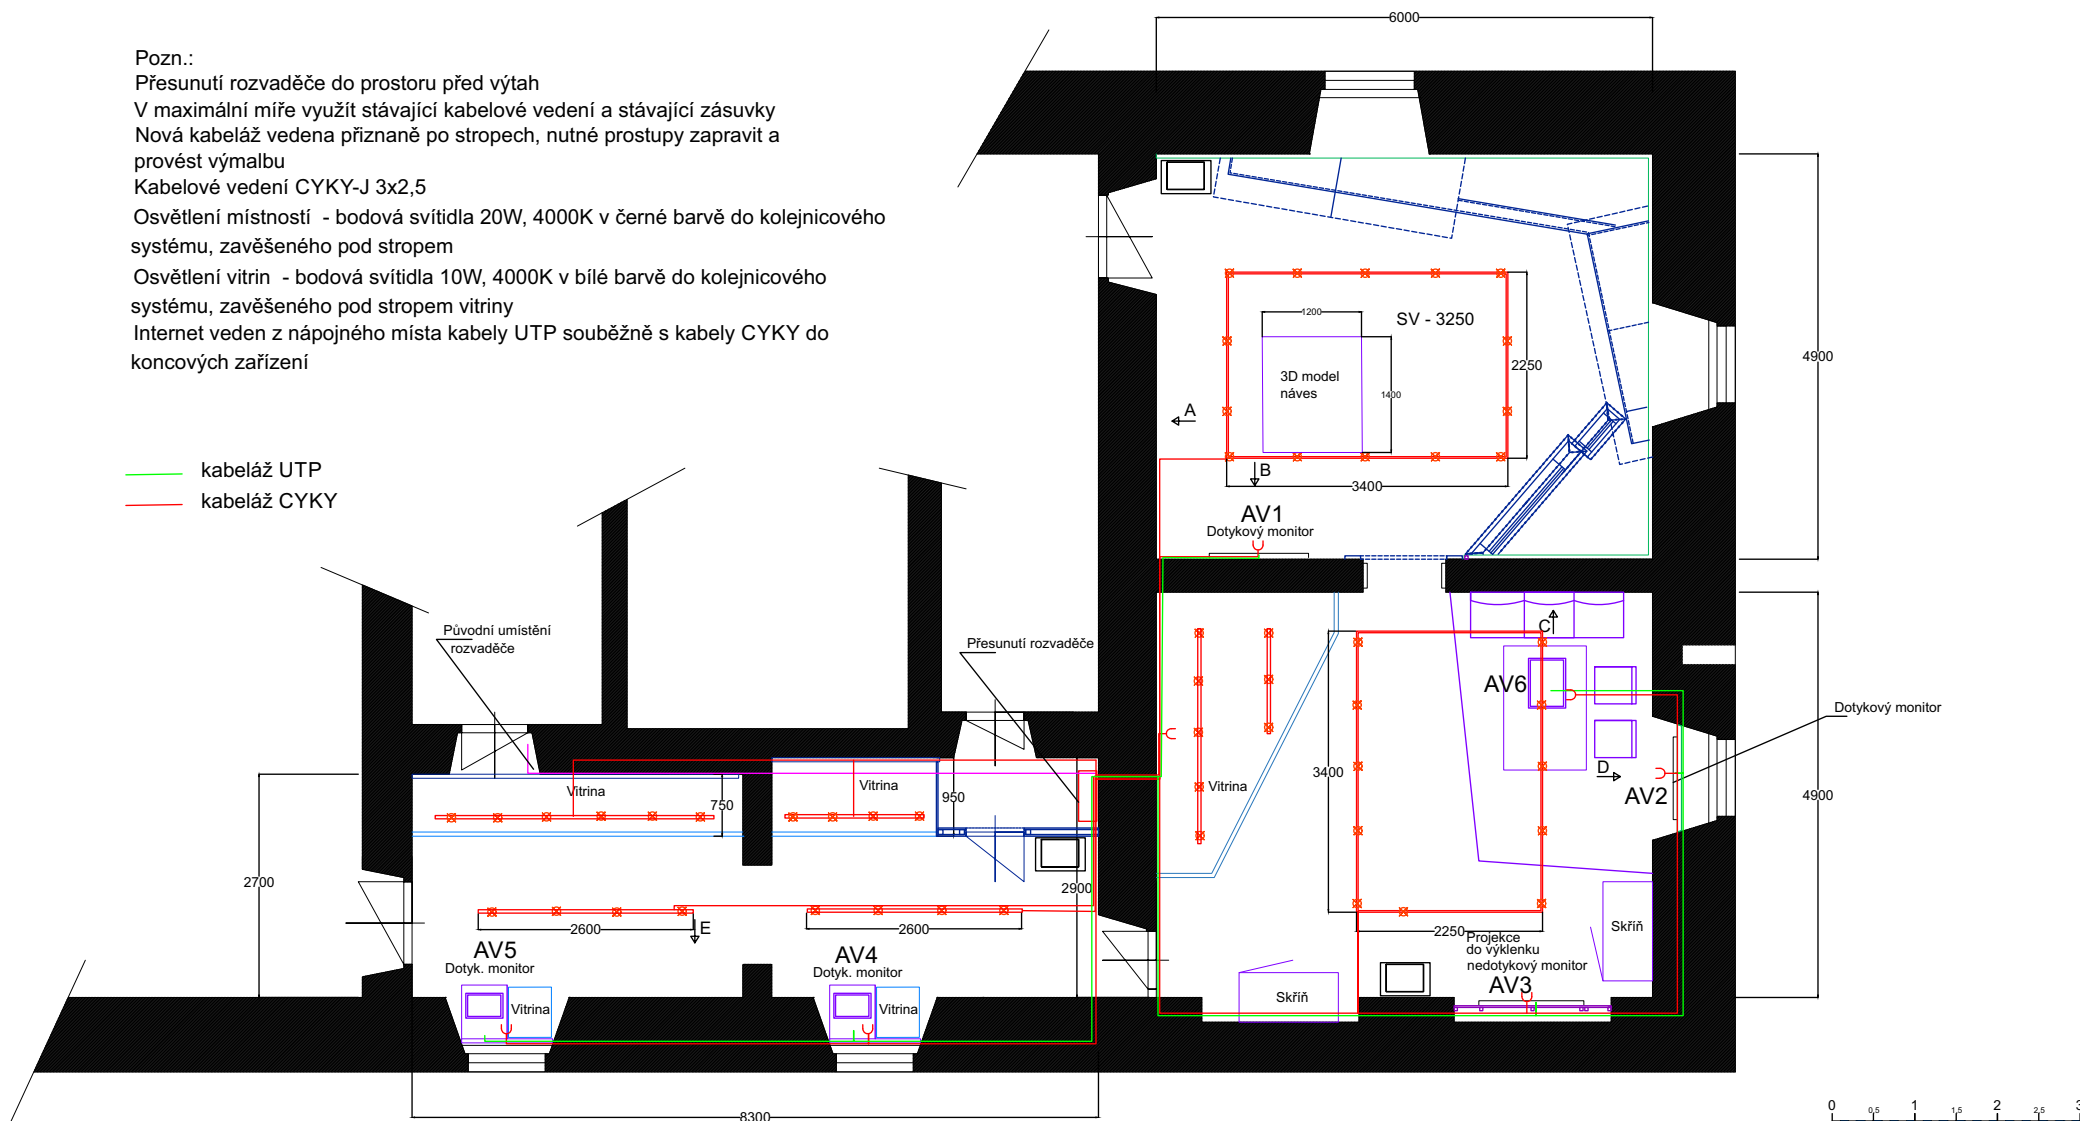 6000
Pozn.:
Přesunutí rozvaděče do prostoru před výtah
V maximální míře využít stávající kabelové vedení a stávající zásuvky
Nová kabeláž vedena přiznaně po stropech, nutné prostupy zapravit a
provést výmalbu
Kabelové vedení CYKY-J 3x2,5
Osvětlení místností - bodová svítidla 20W, 4000K v černé barvě do kolejnicového
systému, zavěšeného pod stropem
Osvětlení vitrin - bodová svítidla 10W, 4000K v bílé barvě do kolejnicového
systému, zavěšeného pod stropem vitriny
Internet veden z nápojného místa kabely UTP souběžně s kabely CYKY do
koncových zařízení
kabeláž UTP
kabeláž CYKY
1200
SV - 3250
3D model
náves
1400
2250
4900
A
B
3400
AV1
Dotykový monitor
Původní umístění
rozvaděče
Přesunutí rozvaděče
C
AV6
Dotykový monitor
D
AV2
3400
4900
Vitrina
Vitrina
Vitrina
750
950
2700
2900
2600
E
2600
2250
Projekce
do výklenku
nedotykový monitor
AV3
Skříň
Skříň
AV5
Dotyk. monitor
Vitrina
AV4
Dotyk. monitor
Vitrina
8300
0 0,5 1 1,5 2 2,5 3